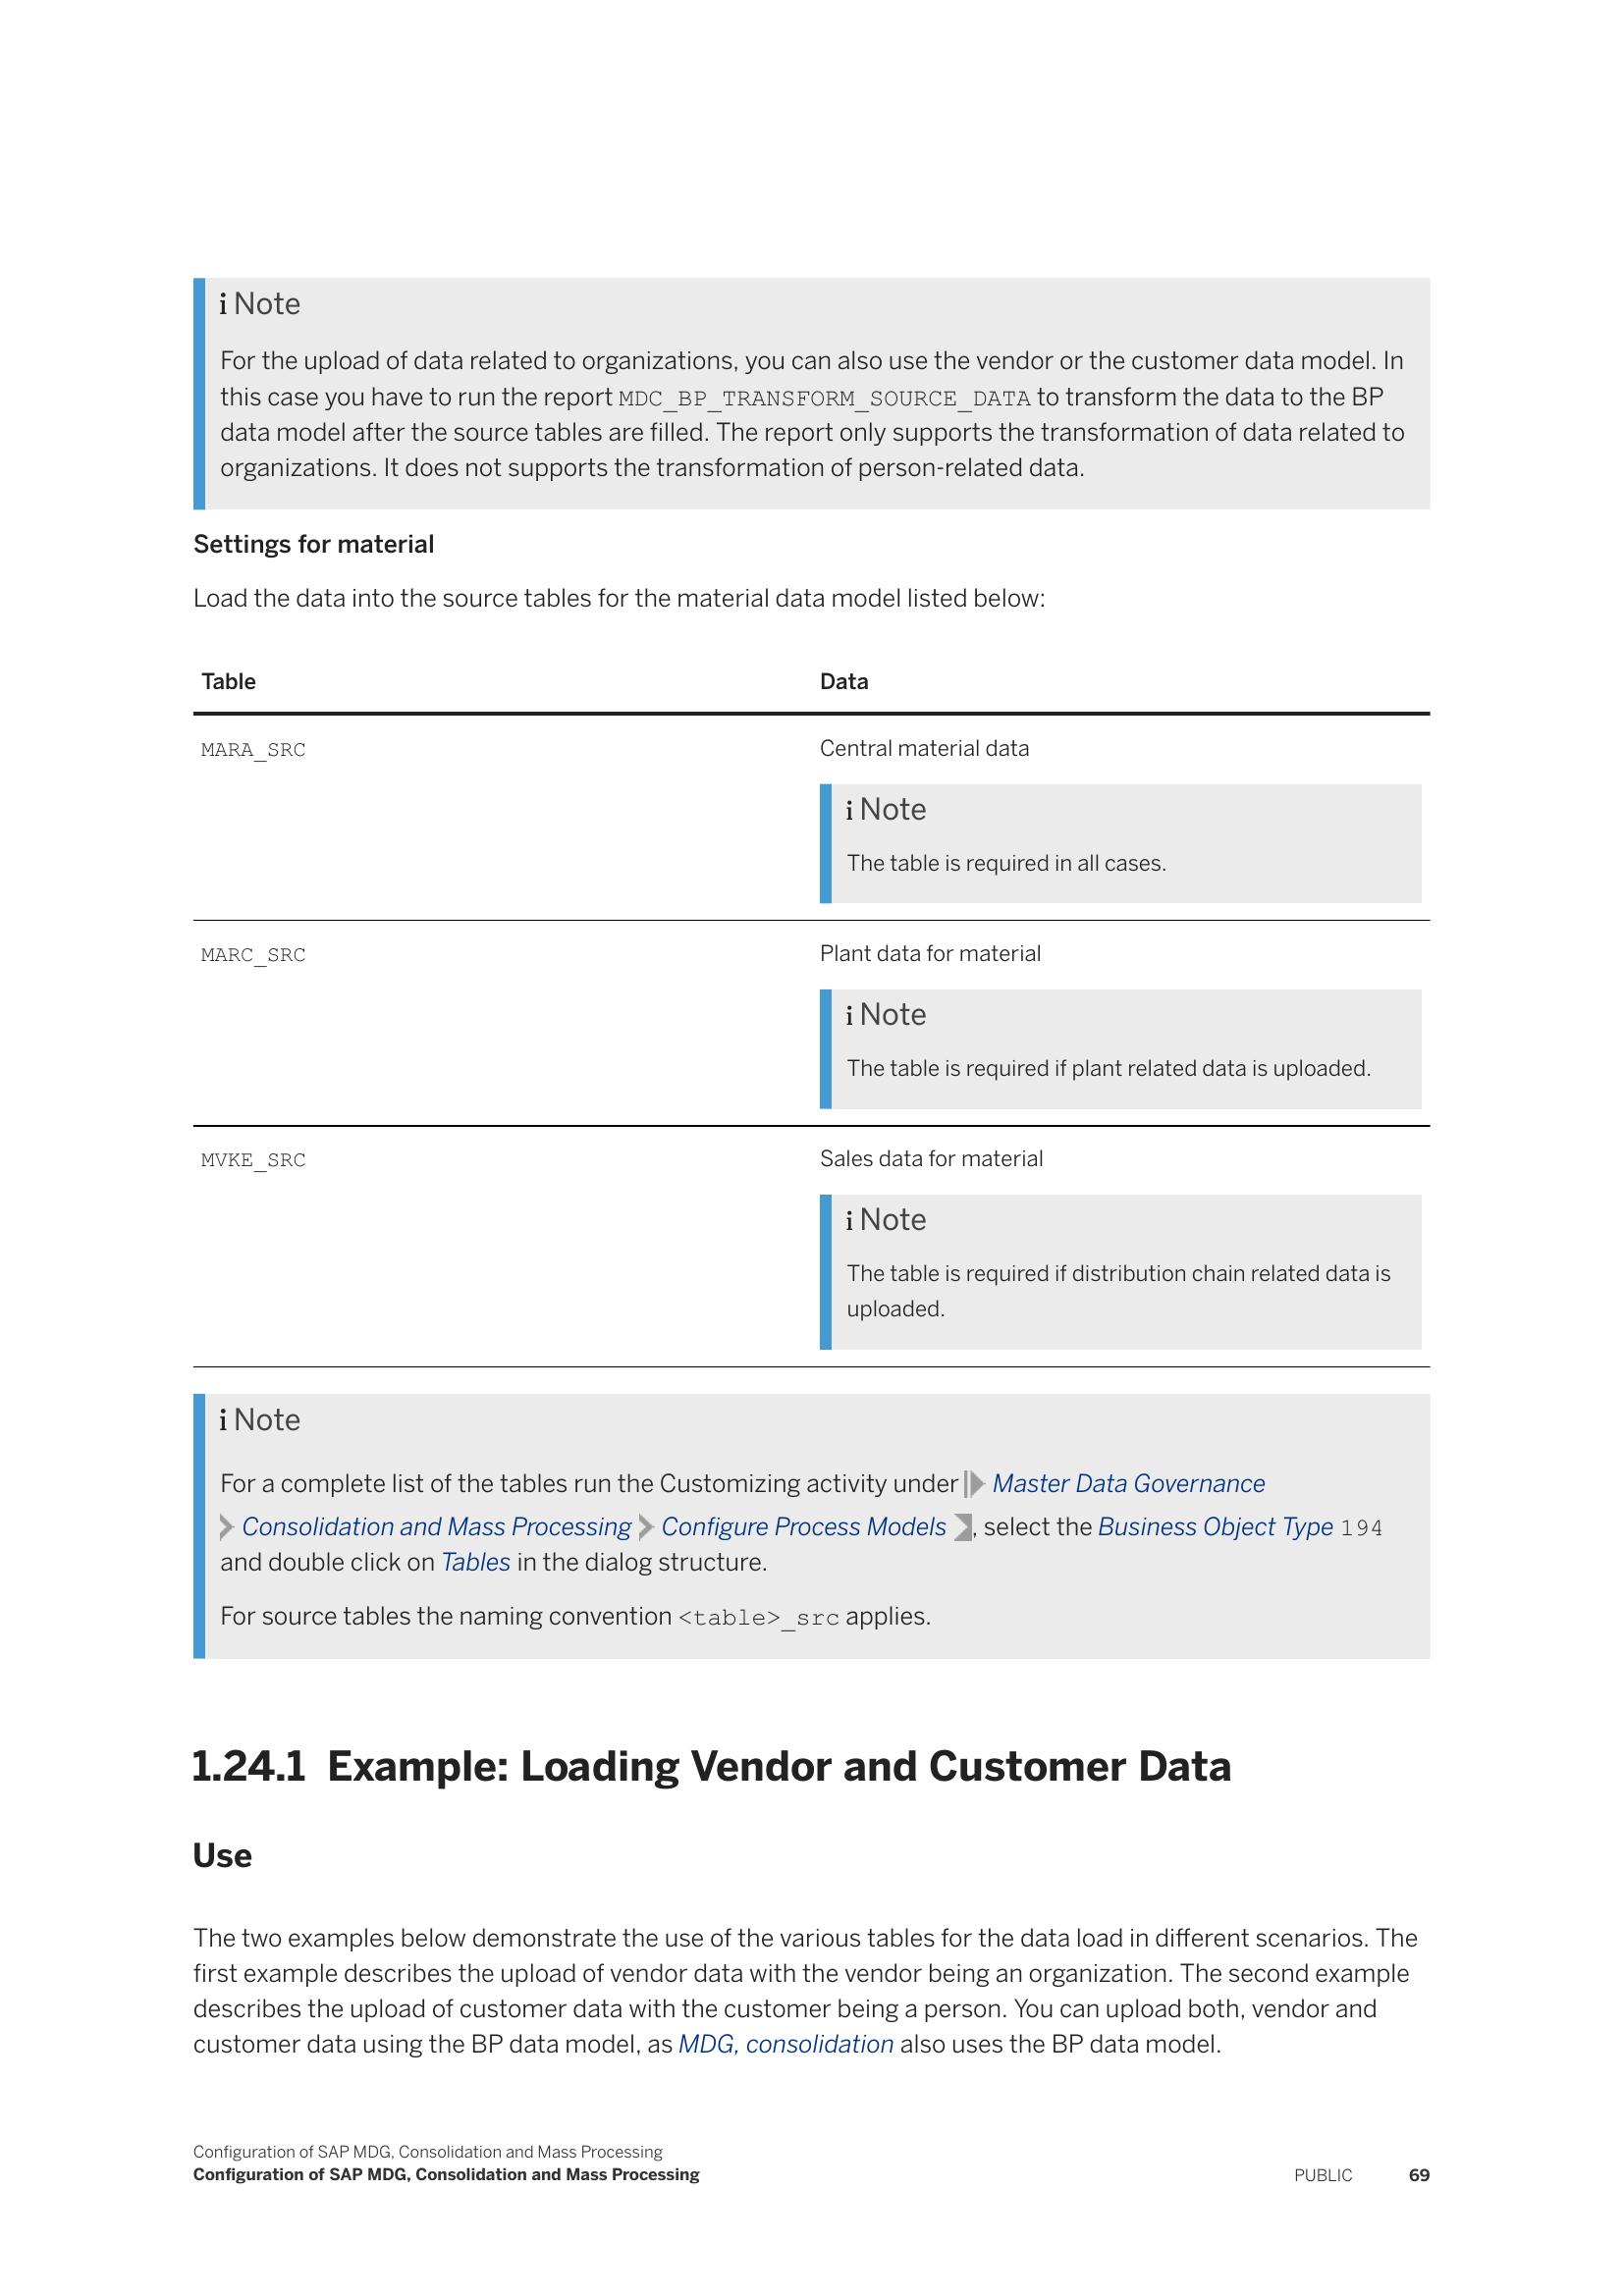 i Note
For the upload of data related to organizations, you can also use the vendor or the customer data model. In
this case you have to run the report MDC_BP_TRANSFORM_SOURCE_DATA to transform the data to the BP
data model after the source tables are filled. The report only supports the transformation of data related to
organizations. It does not supports the transformation of person-related data.
Settings for material
Load the data into the source tables for the material data model listed below:
Table Data
MARA_SRC Central material data
i Note
The table is required in all cases.
MARC_SRC Plant data for material
i Note
The table is required if plant related data is uploaded.
MVKE_SRC Sales data for material
i Note
The table is required if distribution chain related data is
uploaded.
i Note
For a complete list of the tables run the Customizing activity under Master Data Governance
Consolidation and Mass Processing Configure Process Models , select the Business Object Type 194
and double click on Tables in the dialog structure.
For source tables the naming convention <table>_src applies.
1.24.1 Example: Loading Vendor and Customer Data
Use
The two examples below demonstrate the use of the various tables for the data load in different scenarios. The
first example describes the upload of vendor data with the vendor being an organization. The second example
describes the upload of customer data with the customer being a person. You can upload both, vendor and
customer data using the BP data model, as MDG, consolidation also uses the BP data model.
Configuration of SAP MDG, Consolidation and Mass Processing
Configuration of SAP MDG, Consolidation and Mass Processing PUBLIC 69